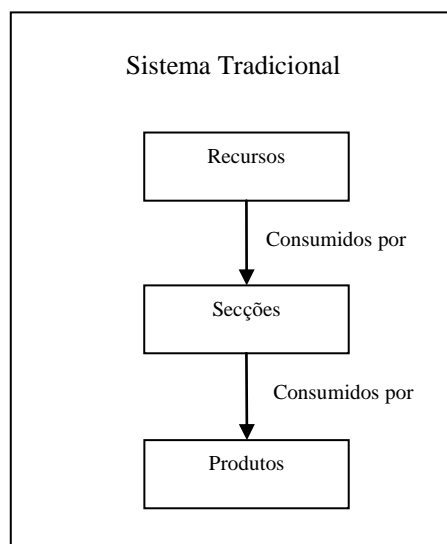 Sistema Tradicional
Recursos
Consumidos por
Secções
Consumidos por
Produtos